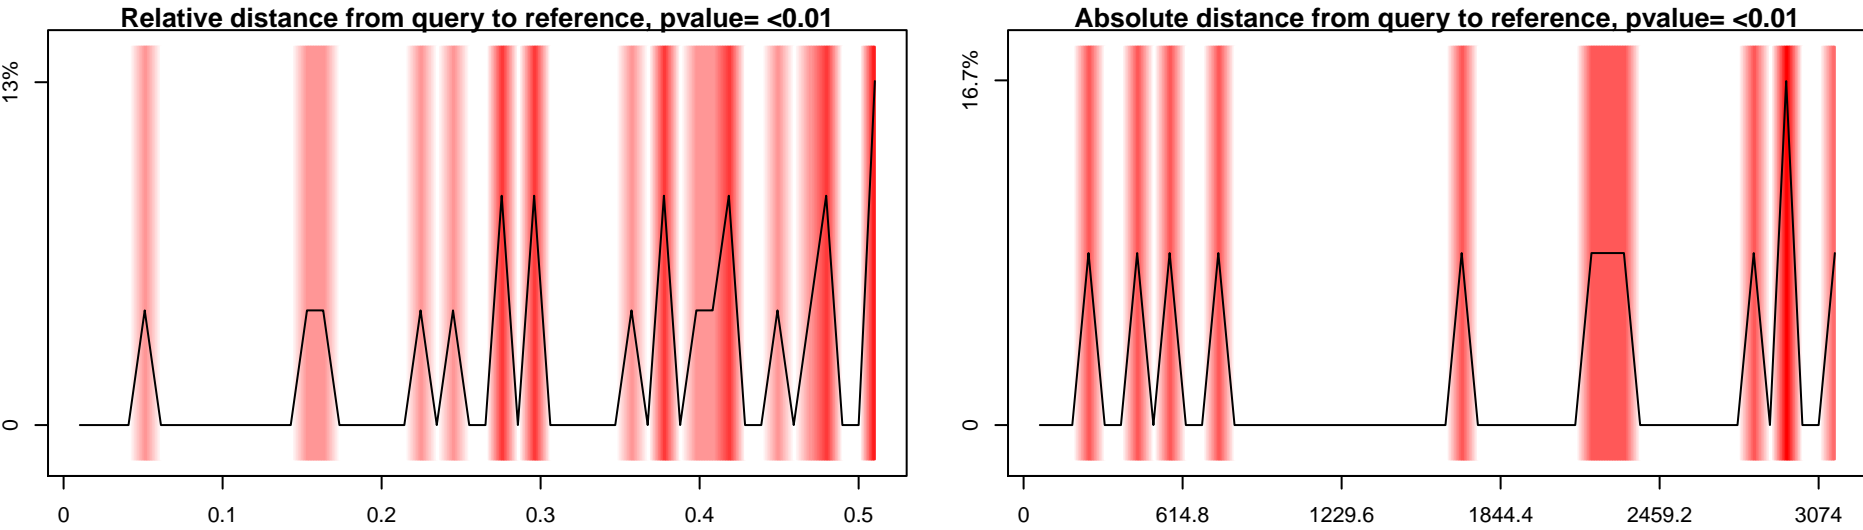 Relative distance from query to reference, pvalue= <0.01
13%
0
0 0.1 0.2 0.3 0.4 0.5
Absolute distance from query to reference, pvalue= <0.01
16.7%
0
0 614.8 1229.6 1844.4 2459.2 3074